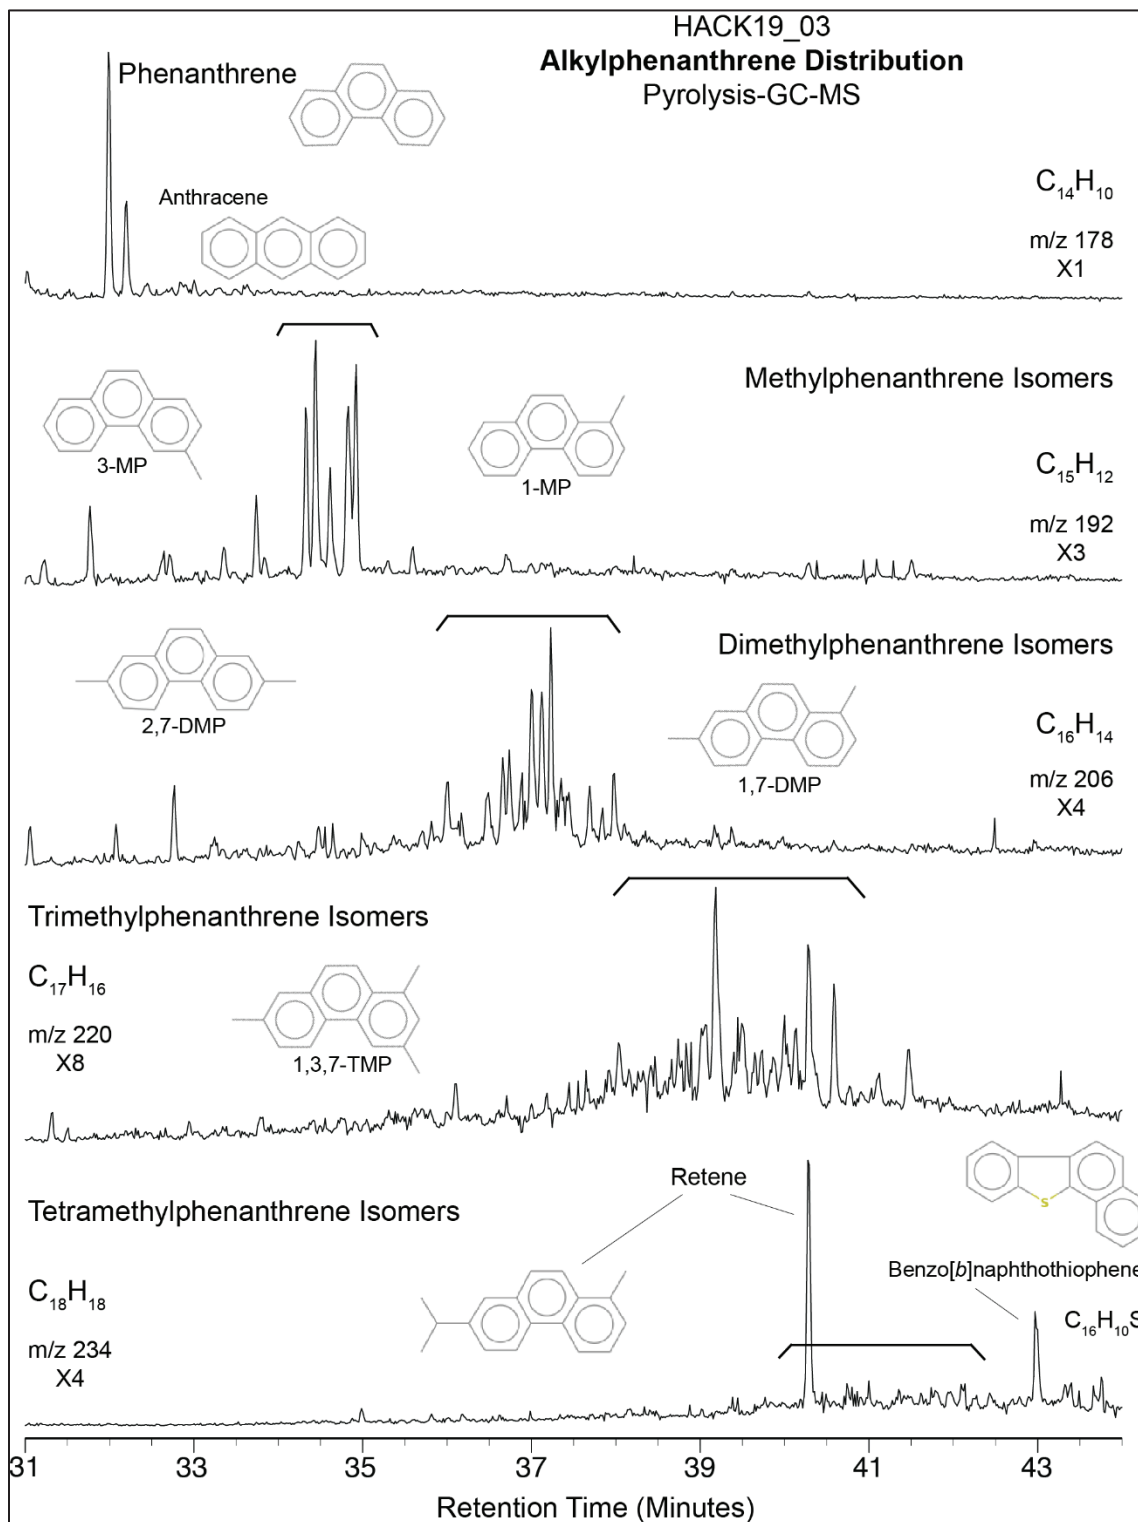 HACK19_03
Alkylphenanthrene Distribution
Pyrolysis-GC-MS
Phenanthrene
Anthracene
C₁₄H₁₀
m/z 178
X1
Methylphenanthrene Isomers
3-MP
1-MP
C₁₅H₁₂
m/z 192
X3
Dimethylphenanthrene Isomers
2,7-DMP
1,7-DMP
C₁₆H₁₄
m/z 206
X4
Trimethylphenanthrene Isomers
C₁₇H₁₆
m/z 220
X8
1,3,7-TMP
Retene
S
Tetramethylphenanthrene Isomers
Benzo[b]naphthothiophene
C₁₈H₁₈
C₁₆H₁₀S
m/z 234
X4
31 33 35 37 39 41 43
Retention Time (Minutes)